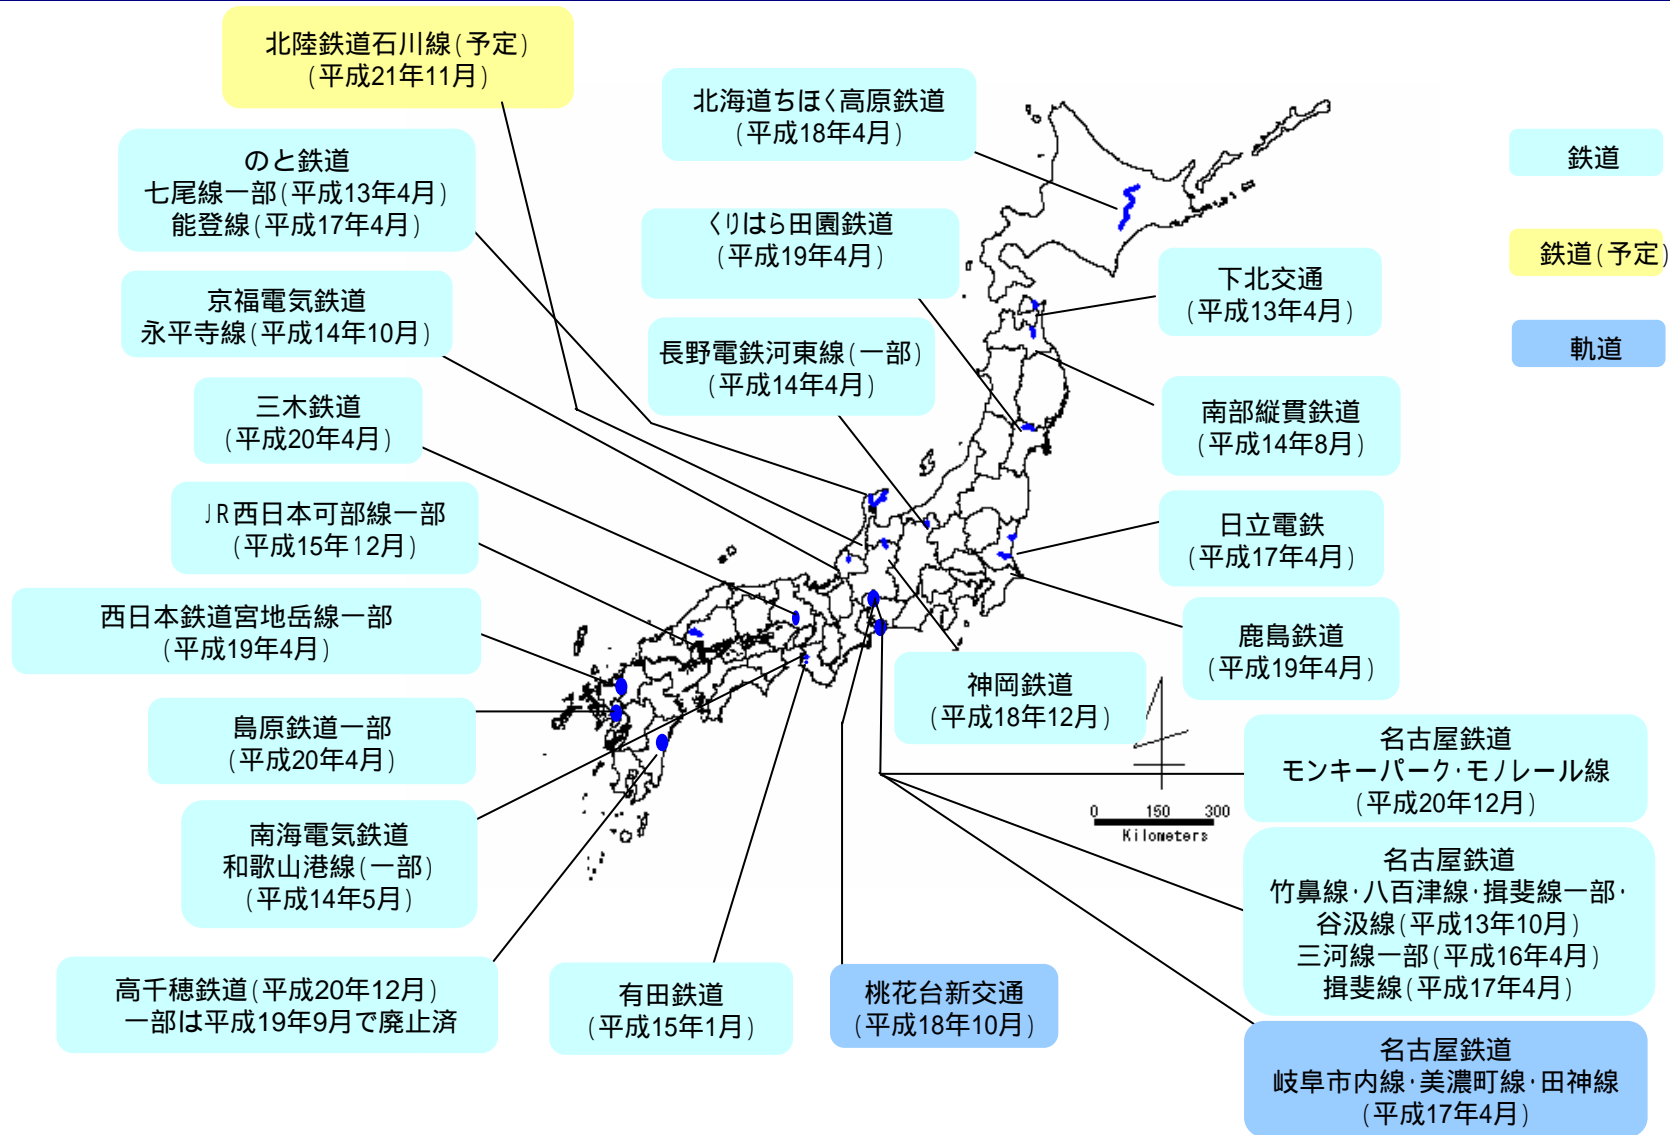 北陸鉄道石川線(予定)
(平成21年11月)
北海道ちほく高原鉄道
(平成18年4月)
のと鉄道
七尾線一部(平成13年4月)
能登線(平成17年4月)
くりはら田園鉄道
(平成19年4月)
京福電気鉄道
永平寺線(平成14年10月)
長野電鉄河東線(一部)
(平成14年4月)
下北交通
(平成13年4月)
鉄道
鉄道(予定)
軌道
三木鉄道
(平成20年4月)
南部縦貫鉄道
(平成14年8月)
JR西日本可部線一部
(平成15年12月)
日立電鉄
(平成17年4月)
西日本鉄道宮地岳線一部
(平成19年4月)
鹿島鉄道
(平成19年4月)
神岡鉄道
(平成18年12月)
島原鉄道一部
(平成20年4月)
名古屋鉄道
モンキーパーク・モノレール線
(平成20年12月)
0 150 300
Kilometers
南海電気鉄道
和歌山港線(一部)
(平成14年5月)
名古屋鉄道
竹鼻線・八百津線・揖斐線一部・
谷汲線(平成13年10月)
三河線一部(平成16年4月)
揖斐線(平成17年4月)
高千穂鉄道(平成20年12月)
一部は平成19年9月で廃止済
有田鉄道
(平成15年1月)
桃花台新交通
(平成18年10月)
名古屋鉄道
岐阜市内線・美濃町線・田神線
(平成17年4月)